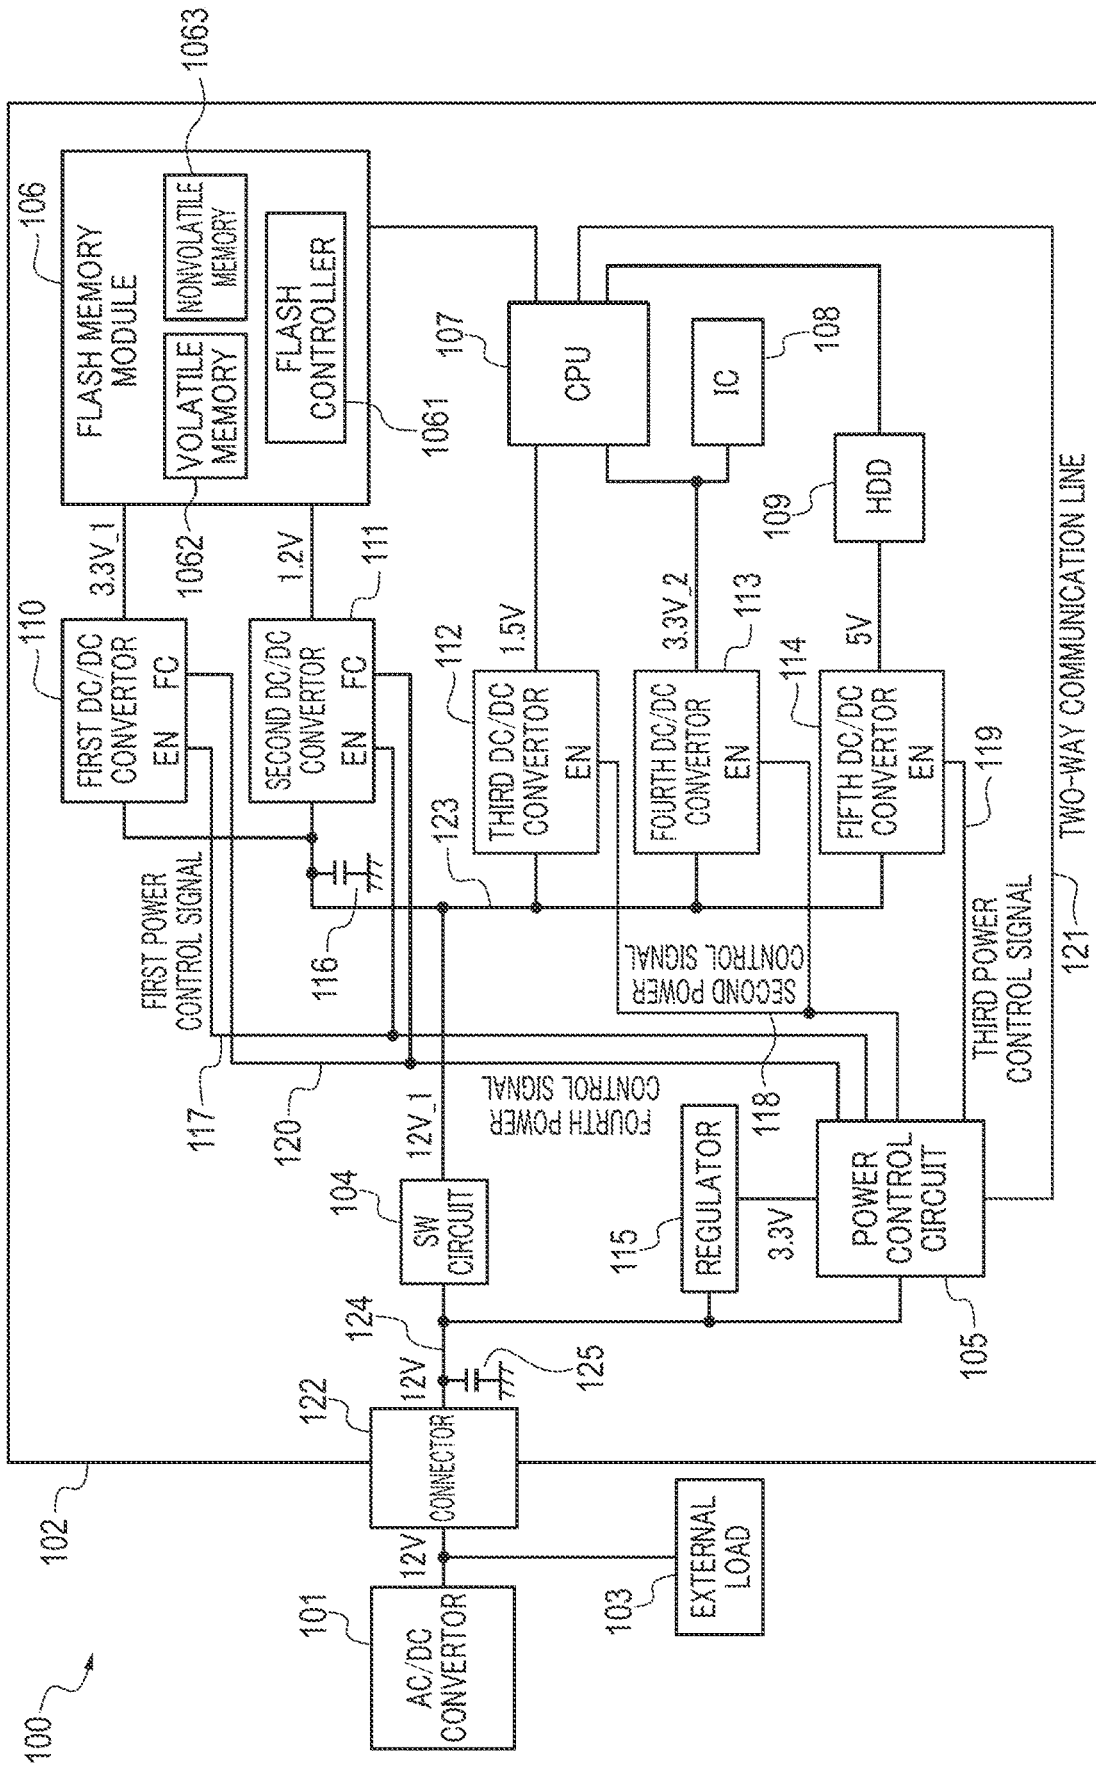 100
101
AC/DC
CONVERTOR
12V
103
EXTERNAL
LOAD
102
122
CONNECTOR
12V
124
125
104
SW
CIRCUIT
12V_1
115
REGULATOR
3.3V
105
POWER
CONTROL
CIRCUIT
117
120
FIRST POWER
CONTROL SIGNAL
FOURTH POWER
CONTROL SIGNAL
118
SECOND POWER
CONTROL SIGNAL
THIRD POWER
CONTROL SIGNAL
119
121
TWO-WAY COMMUNICATION LINE
116
123
110
FIRST DC/DC
CONVERTOR
EN FC
3.3V_1
SECOND DC/DC
CONVERTOR
EN FC
111
1.2V
112
THIRD DC/DC
CONVERTOR
EN
1.5V
FOURTH DC/DC
CONVERTOR
EN
113
3.3V_2
114
FIFTH DC/DC
CONVERTOR
EN
5V
106
FLASH MEMORY
MODULE
VOLATILE
MEMORY
1062
NONVOLATILE
MEMORY
1063
FLASH
CONTROLLER
1061
107
CPU
IC
108
109
HDD